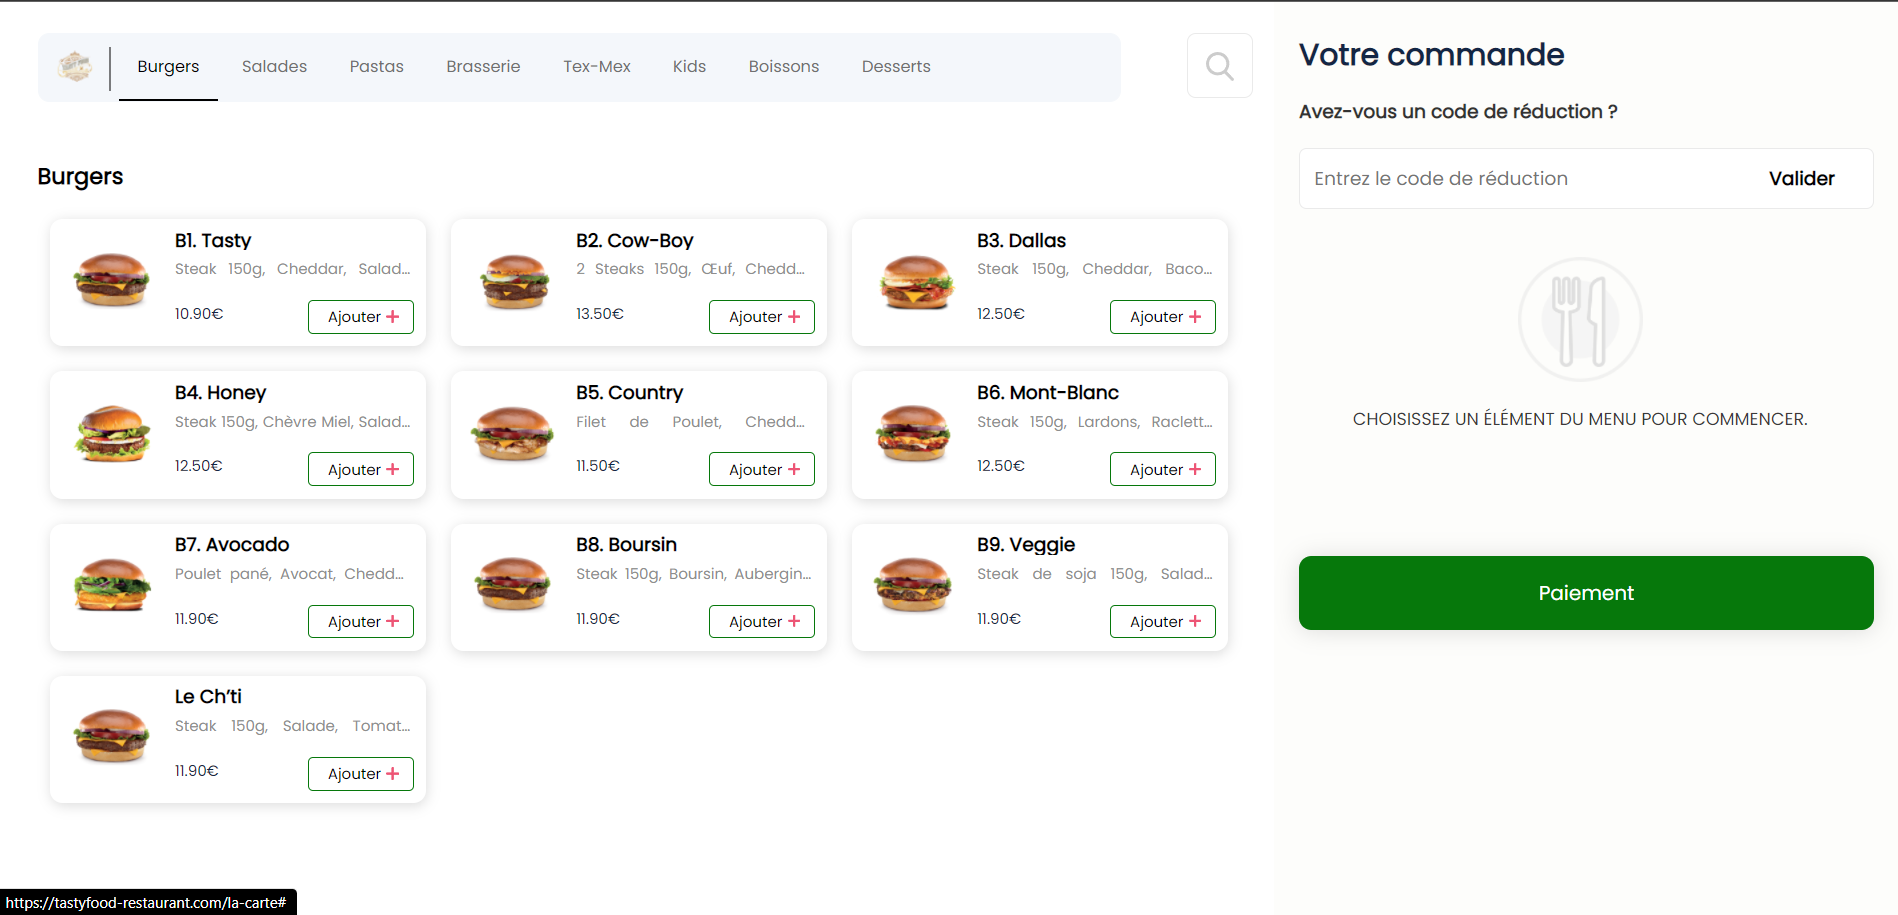 Burgers Salades Pastas Brasserie Tex-Mex Kids Boissons Desserts
Burgers
B1. Tasty
Steak 150g, Cheddar, Salad...
10.90€
Ajouter +
B2. Cow-Boy
2 Steaks 150g, Œuf, Chedd...
13.50€
Ajouter +
B3. Dallas
Steak 150g, Cheddar, Baco...
12.50€
Ajouter +
B4. Honey
Steak 150g, Chèvre Miel, Salad...
12.50€
Ajouter +
B5. Country
Filet de Poulet, Chedd...
11.50€
Ajouter +
B6. Mont-Blanc
Steak 150g, Lardons, Raclett...
12.50€
Ajouter +
B7. Avocado
Poulet pané, Avocat, Chedd...
11.90€
Ajouter +
B8. Boursin
Steak 150g, Boursin, Aubergin...
11.90€
Ajouter +
B9. Veggie
Steak de soja 150g, Salad...
11.90€
Ajouter +
Le Ch’ti
Steak 150g, Salade, Tomat...
11.90€
Ajouter +
Votre commande
Avez-vous un code de réduction ?
Entrez le code de réduction Valider
CHOISISSEZ UN ÉLÉMENT DU MENU POUR COMMENCER.
Paiement
https://tastyfood-restaurant.com/la-carte#